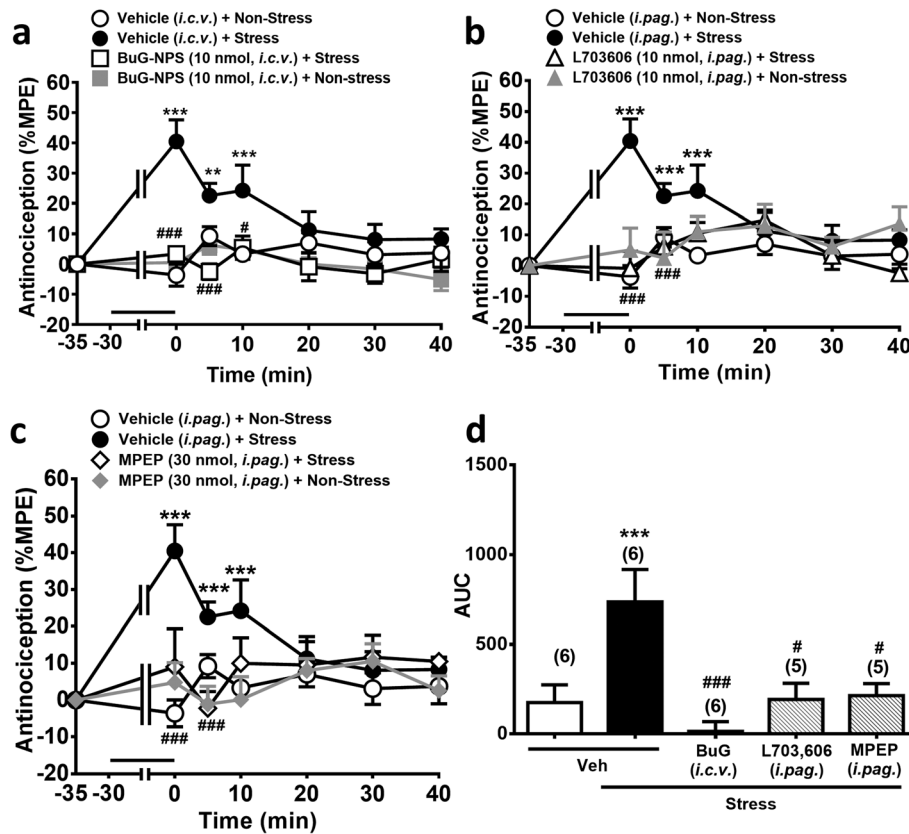 a
Vehicle (i.c.v.) + Non-Stress
Vehicle (i.c.v.) + Stress
BuG-NPS (10 nmol, i.c.v.) + Stress
BuG-NPS (10 nmol, i.c.v.) + Non-stress
Antinociception (%MPE)
60
50
40
30
20
10
0
-10
-20
***
**
***
###
#
###
-35 -30 0 10 20 30 40
Time (min)
b
Vehicle (i.pag.) + Non-Stress
Vehicle (i.pag.) + Stress
L703606 (10 nmol, i.pag.) + Stress
L703606 (10 nmol, i.pag.) + Non-stress
Antinociception (%MPE)
60
50
40
30
20
10
0
-10
-20
***
***
***
###
###
-35 -30 0 10 20 30 40
Time (min)
c
Vehicle (i.pag.) + Non-Stress
Vehicle (i.pag.) + Stress
MPEP (30 nmol, i.pag.) + Stress
MPEP (30 nmol, i.pag.) + Non-Stress
Antinociception (%MPE)
60
50
40
30
20
10
0
-10
-20
***
***
***
###
###
-35 -30 0 10 20 30 40
Time (min)
d
AUC
1500
1000
500
0
(6)
***
(6)
###
(6)
#
(5)
#
(5)
Veh
BuG
(i.c.v.)
L703,606
(i.pag.)
MPEP
(i.pag.)
Stress